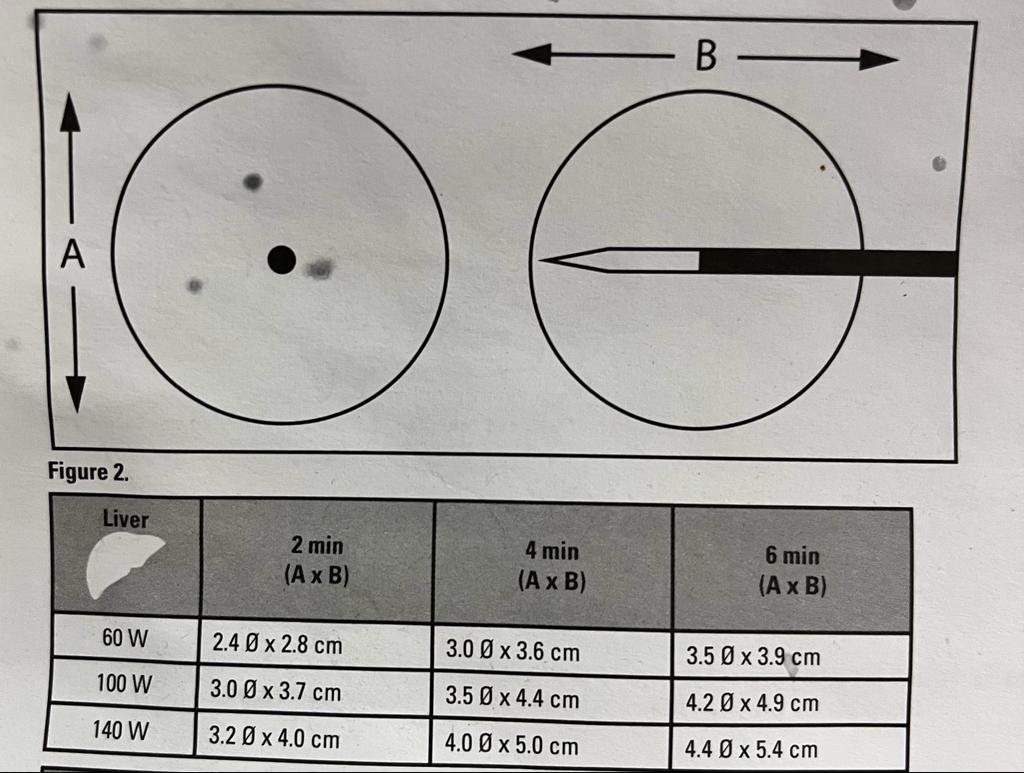 B
A
Figure 2.
Liver
2 min
(A x B)
4 min
(A x B)
6 min
(A x B)
60 W 2.4 Ø x 2.8 cm 3.0 Ø x 3.6 cm 3.5 Ø x 3.9 cm
100 W 3.0 Ø x 3.7 cm 3.5 Ø x 4.4 cm 4.2 Ø x 4.9 cm
140 W 3.2 Ø x 4.0 cm 4.0 Ø x 5.0 cm 4.4 Ø x 5.4 cm